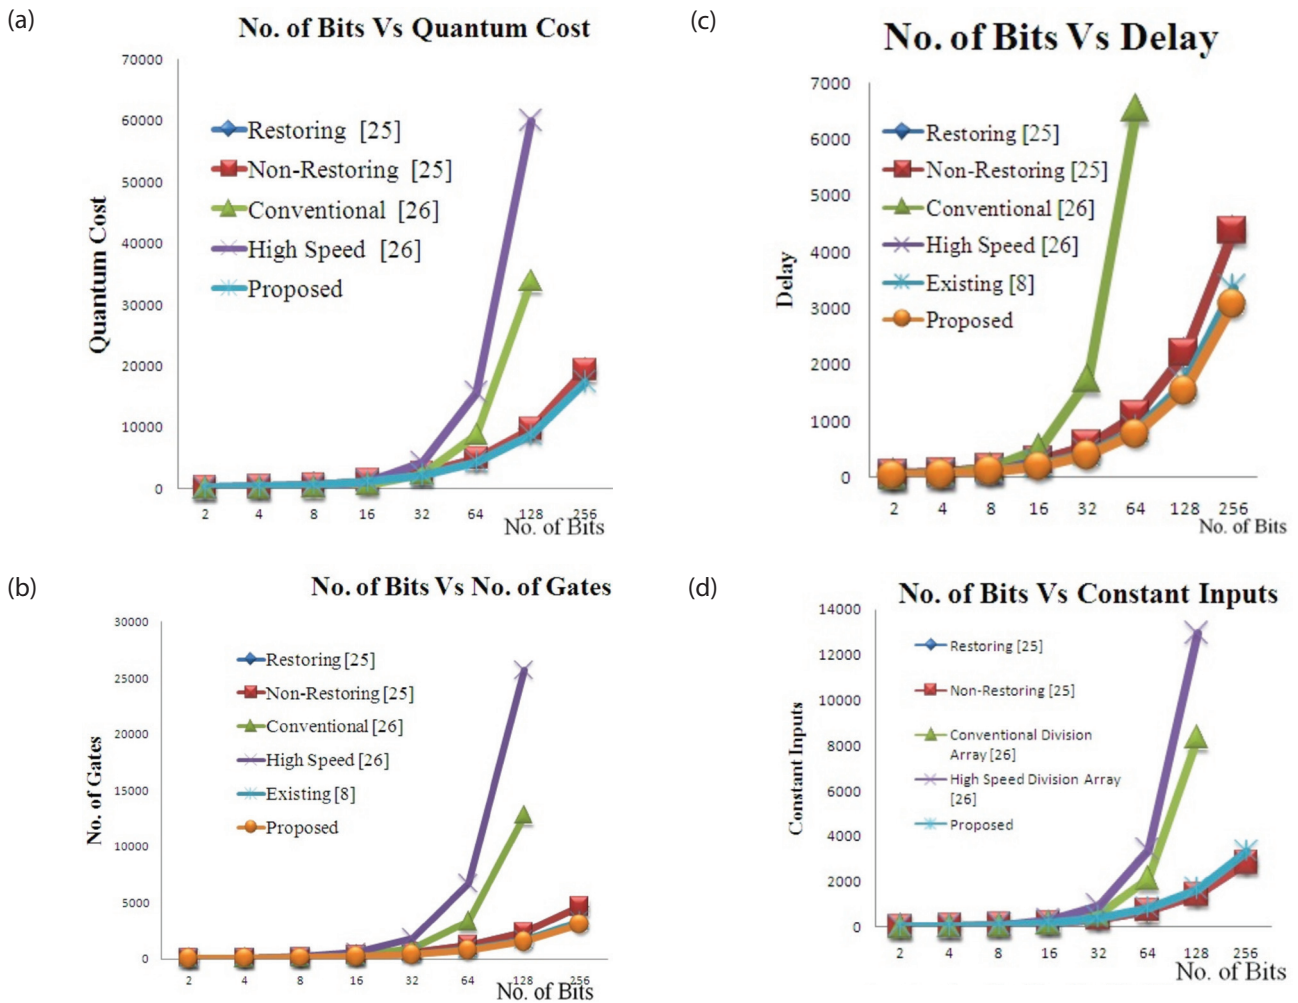 (a)
No. of Bits Vs Quantum Cost
70000
60000
50000
40000
30000
20000
10000
0
Quantum Cost
Restoring [25]
Non-Restoring [25]
Conventional [26]
High Speed [26]
Proposed
2 4 8 16 32 64 128 256
No. of Bits
(c)
No. of Bits Vs Delay
7000
6000
5000
4000
3000
2000
1000
0
Delay
Restoring [25]
Non-Restoring [25]
Conventional [26]
High Speed [26]
Existing [8]
Proposed
2 4 8 16 32 64 128 256
No. of Bits
(b)
No. of Bits Vs No. of Gates
30000
25000
20000
15000
10000
5000
0
No. of Gates
Restoring [25]
Non-Restoring [25]
Conventional [26]
High Speed [26]
Existing [8]
Proposed
2 4 8 16 32 64 128 256
No. of Bits
(d)
No. of Bits Vs Constant Inputs
14000
12000
10000
8000
6000
4000
2000
0
Constant Inputs
Restoring [25]
Non-Restoring [25]
Conventional Division
Array [26]
High Speed Division Array
[26]
Proposed
2 4 8 16 32 64 128 256
No. of Bits